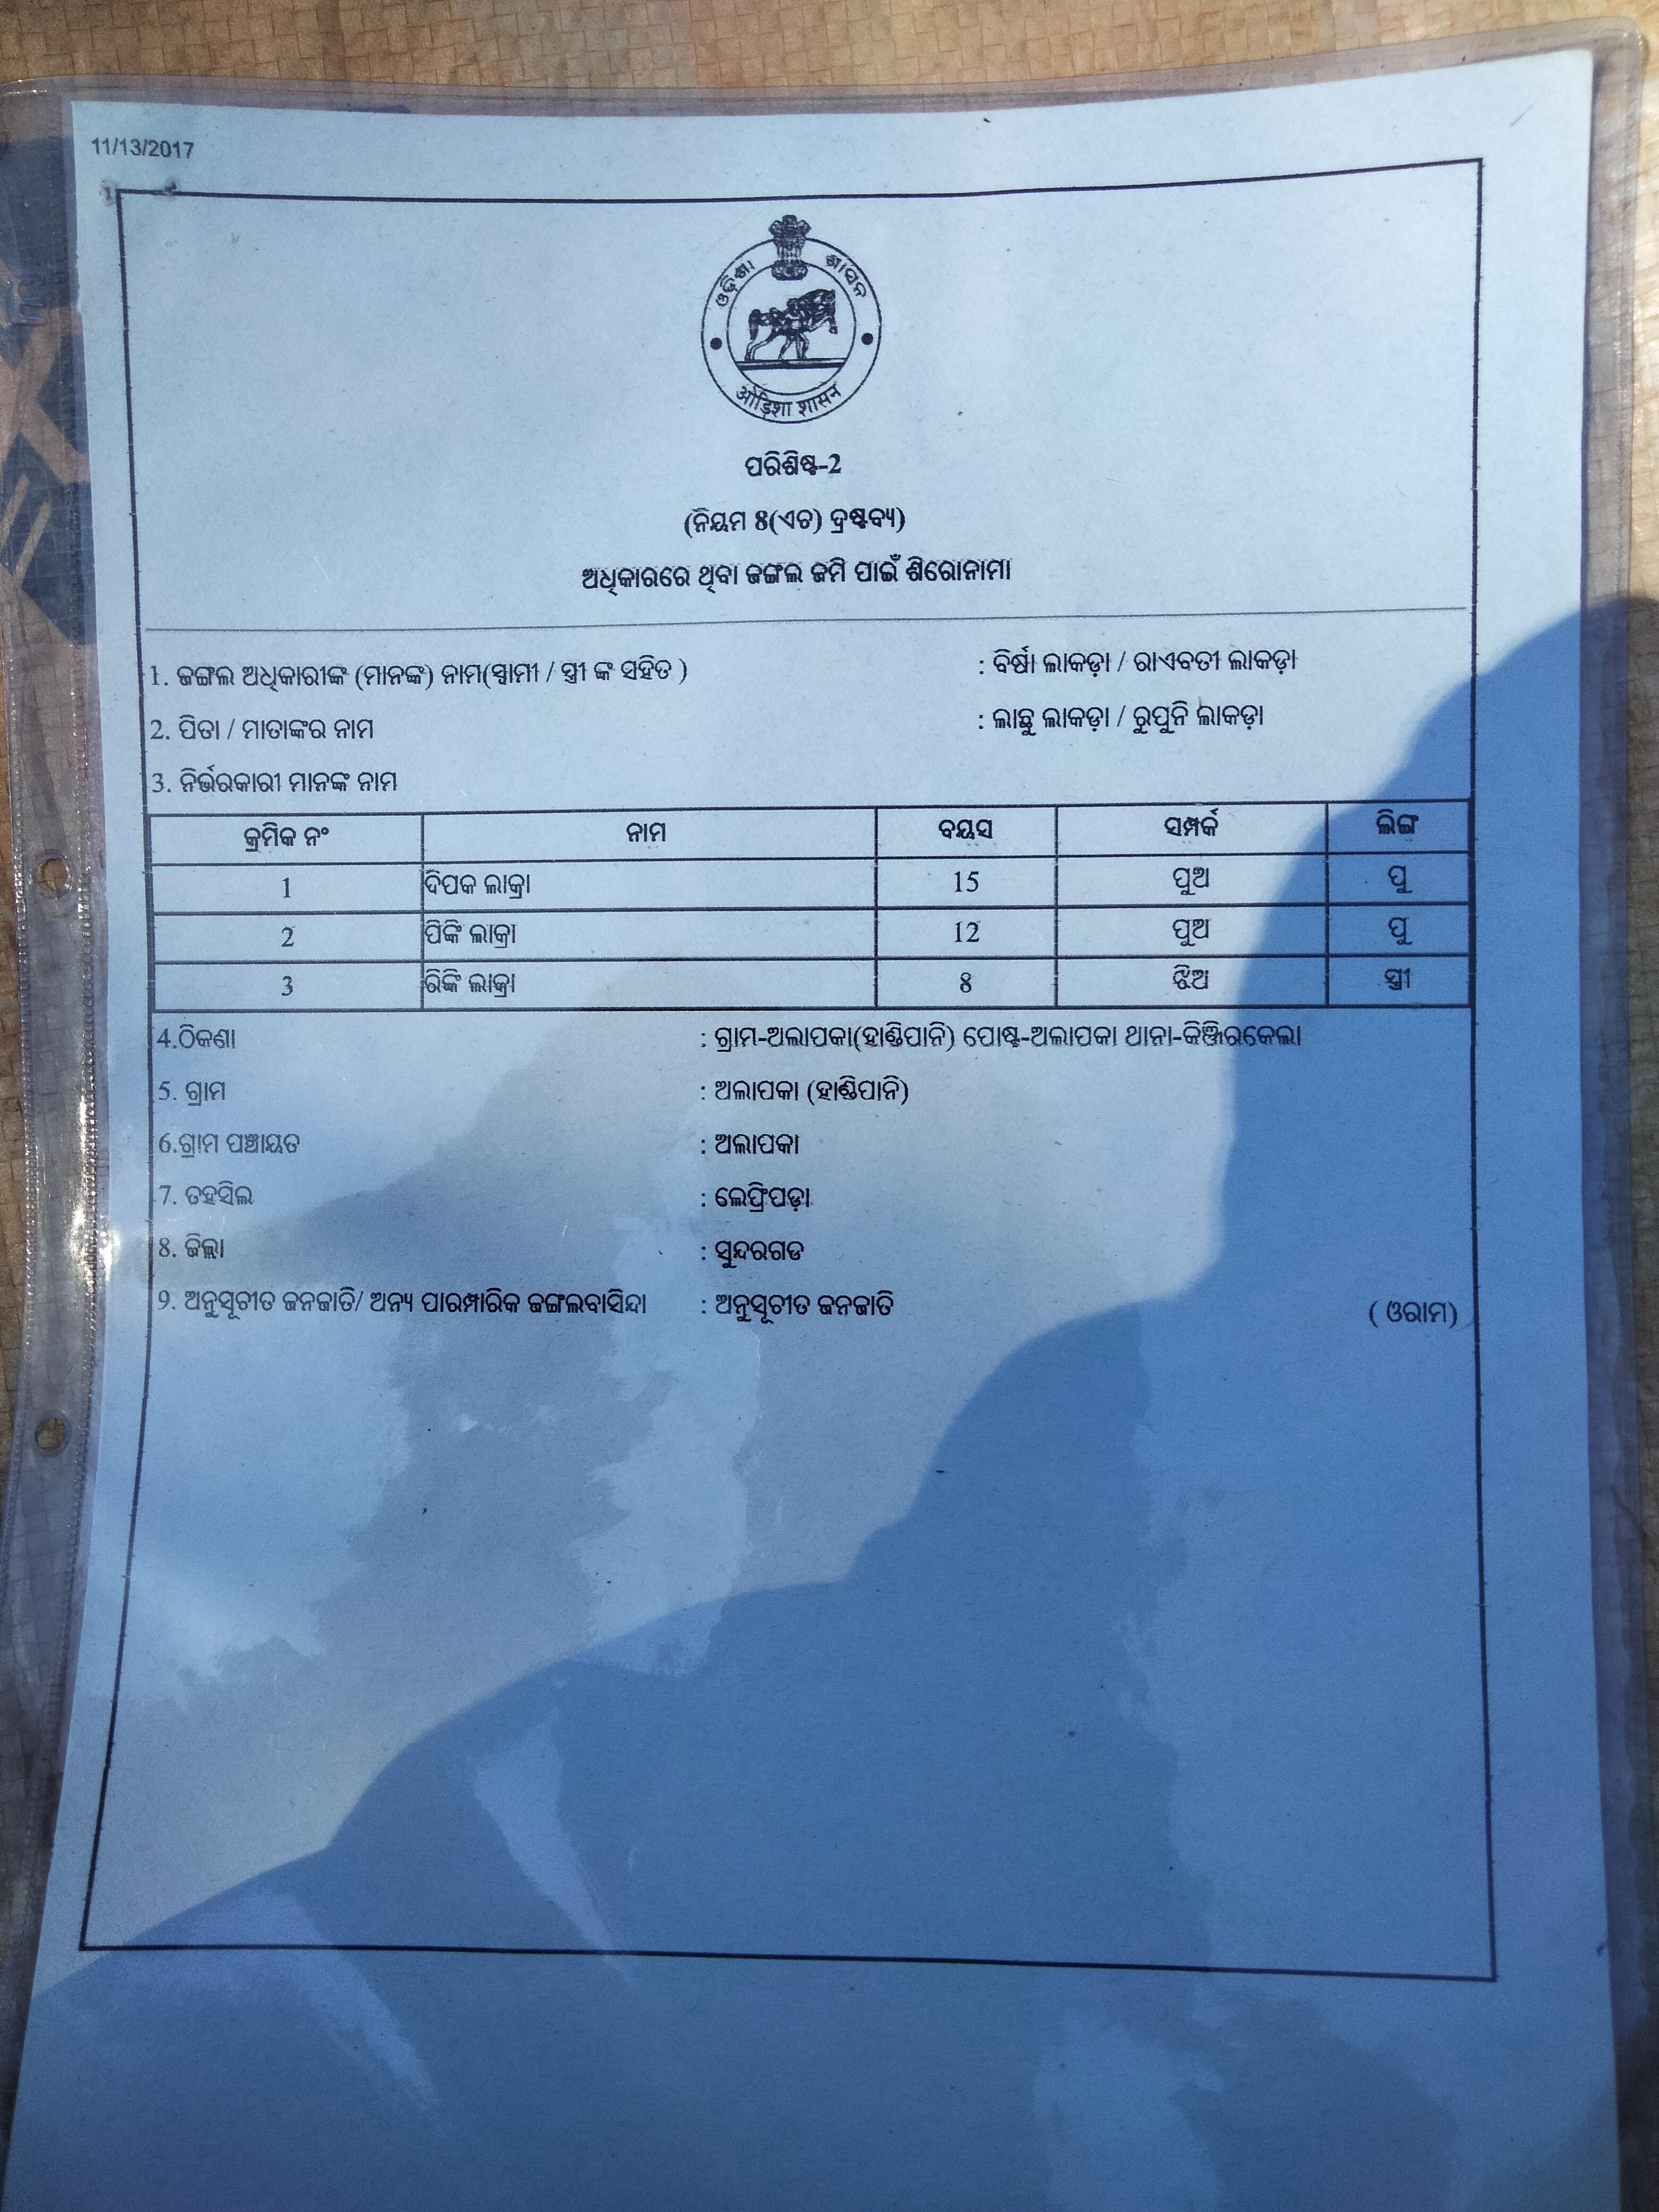 11/13/2017
ଓଡ଼ିଶା ଶାସନ
ओड़िशा शासन
ପରିଶିଷ୍ଟ-2
(ନିୟମ 8(ଏଚ) ଦ୍ରଷ୍ଟବ୍ୟ)
ଅଧିକାରରେ ଥିବା ଜଙ୍ଗଲ ଜମି ପାଇଁ ଶିରୋନାମା
1. ଜଙ୍ଗଲ ଅଧିକାରୀଙ୍କ (ମାନଙ୍କ) ନାମ(ସ୍ୱାମୀ / ସ୍ତ୍ରୀ ଙ୍କ ସହିତ ) : ବିର୍ଷା ଲାକଡ଼ା / ରାଏବତୀ ଲାକଡ଼ା
2. ପିତା / ମାତାଙ୍କର ନାମ : ଲାଚୁ ଲାକଡ଼ା / ରୁପୁନି ଲାକଡ଼ା
3. ନିର୍ଭରକାରୀ ମାନଙ୍କ ନାମ
କ୍ରମିକ ନଂ ନାମ ବୟସ ସମ୍ପର୍କ ଲିଙ୍ଗ
1 ଦିପକ ଲାକ୍ରା 15 ପୁଅ ପୁ
2 ପିଙ୍କି ଲାକ୍ରା 12 ପୁଅ ପୁ
3 ରିଙ୍କି ଲାକ୍ରା 8 ଝିଅ ସ୍ତ୍ରୀ
4.ଠିକଣା : ଗ୍ରାମ-ଅଲାପକା(ହାଣ୍ଡିପାନି) ପୋଷ୍ଟ-ଅଲାପକା ଥାନା-କିଞ୍ଜିରକେଲା
5. ଗ୍ରାମ : ଅଲାପକା (ହାଣ୍ଡିପାନି)
6.ଗ୍ରାମ ପଞ୍ଚାୟତ : ଅଲାପକା
7. ତହସିଲ : ଲେଫ୍ରିପଡ଼ା
8. ଜିଲ୍ଲା : ସୁନ୍ଦରଗଡ
9. ଅନୁସୂଚୀତ ଜନଜାତି/ ଅନ୍ୟ ପାରମ୍ପାରିକ ଜଙ୍ଗଲବାସିନ୍ଦା : ଅନୁସୂଚୀତ ଜନଜାତି ( ଓରାମ)